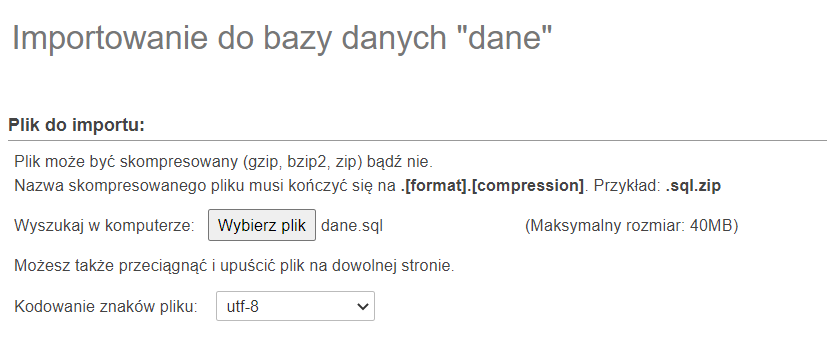 Importowanie do bazy danych "dane"
Plik do importu:
Plik może być skompresowany (gzip, bzip2, zip) bądź nie.
Nazwa skompresowanego pliku musi kończyć się na .[format].[compression]. Przykład: .sql.zip
Wyszukaj w komputerze: Wybierz plik dane.sql (Maksymalny rozmiar: 40MB)
Możesz także przeciągnąć i upuścić plik na dowolnej stronie.
Kodowanie znaków pliku: utf-8